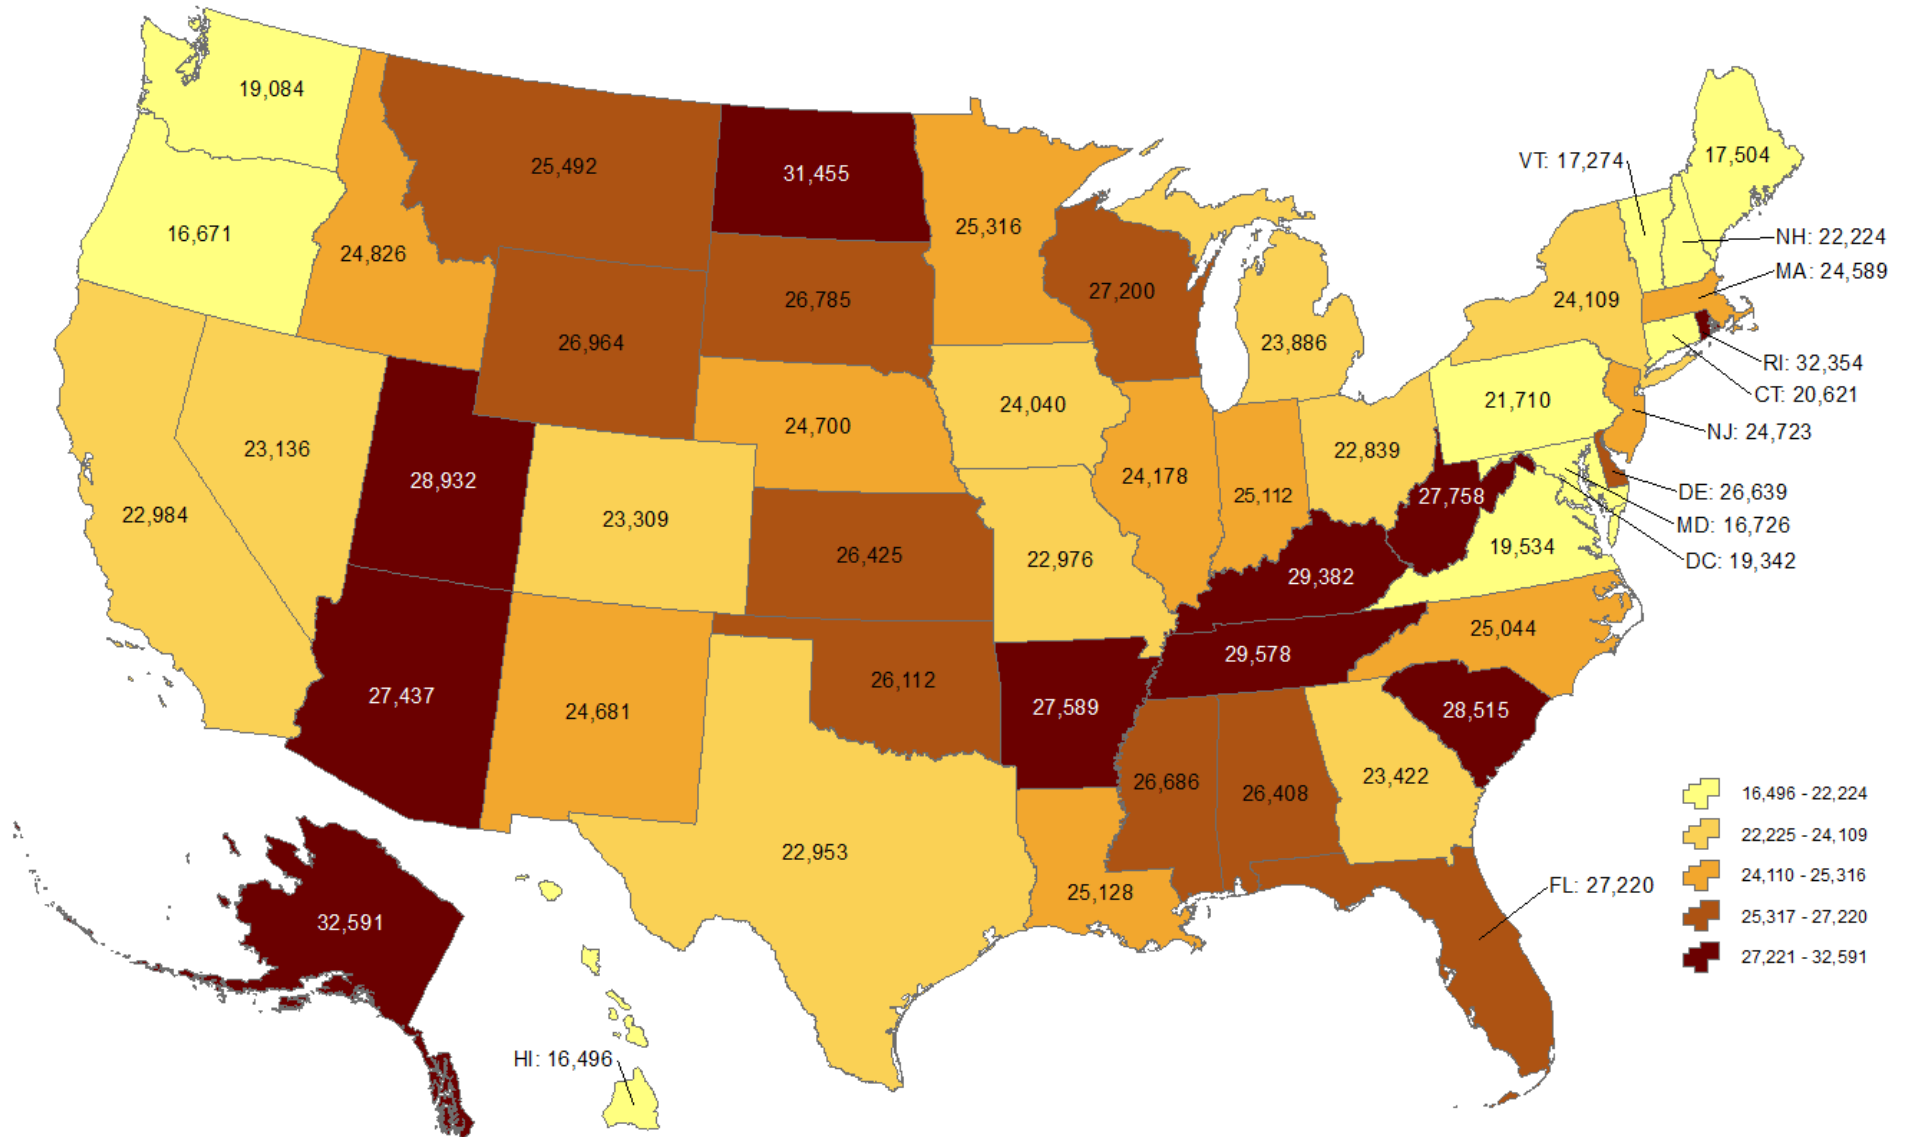 19,084
17,504
VT: 17,274
25,492
31,455
25,316
16,671
24,826
NH: 22,224
MA: 24,589
26,785
27,200
24,109
26,964
23,886
RI: 32,354
CT: 20,621
24,040
21,710
24,700
NJ: 24,723
23,136
22,839
28,932
24,178
25,112
27,758
DE: 26,639
22,984
23,309
MD: 16,726
26,425
22,976
19,534
DC: 19,342
29,382
25,044
29,578
26,112
27,437
24,681
27,589
28,515
23,422
26,686
26,408
16,496 - 22,224
22,225 - 24,109
22,953
24,110 - 25,316
25,128
FL: 27,220
25,317 - 27,220
32,591
27,221 - 32,591
HI: 16,496